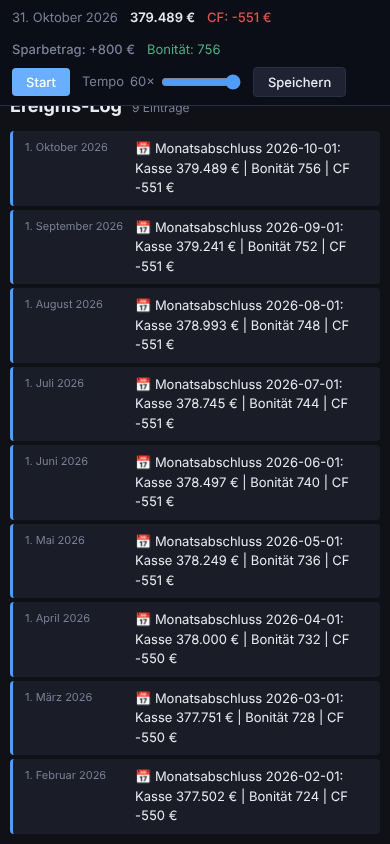 31. Oktober 2026 379.489 € CF: -551 €
Sparbetrag: +800 € Bonität: 756
Start Tempo 60× Speichern
Ereignis-Log 9 Einträge
1. Oktober 2026 📅 Monatsabschluss 2026-10-01:
Kasse 379.489 € | Bonität 756 | CF
-551 €
1. September 2026 📅 Monatsabschluss 2026-09-01:
Kasse 379.241 € | Bonität 752 | CF
-551 €
1. August 2026 📅 Monatsabschluss 2026-08-01:
Kasse 378.993 € | Bonität 748 | CF
-551 €
1. Juli 2026 📅 Monatsabschluss 2026-07-01:
Kasse 378.745 € | Bonität 744 | CF
-551 €
1. Juni 2026 📅 Monatsabschluss 2026-06-01:
Kasse 378.497 € | Bonität 740 | CF
-551 €
1. Mai 2026 📅 Monatsabschluss 2026-05-01:
Kasse 378.249 € | Bonität 736 | CF
-551 €
1. April 2026 📅 Monatsabschluss 2026-04-01:
Kasse 378.000 € | Bonität 732 | CF
-550 €
1. März 2026 📅 Monatsabschluss 2026-03-01:
Kasse 377.751 € | Bonität 728 | CF
-550 €
1. Februar 2026 📅 Monatsabschluss 2026-02-01:
Kasse 377.502 € | Bonität 724 | CF
-550 €